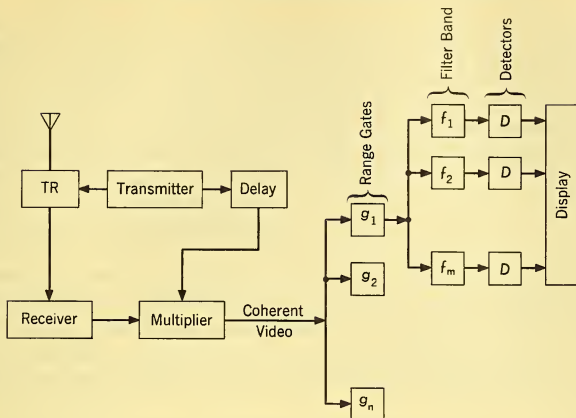 Filter Band
Detectors
Range Gates
f1
D
f2
D
fm
D
Display
TR
Transmitter
Delay
g1
g2
gn
Receiver
Multiplier
Coherent
Video